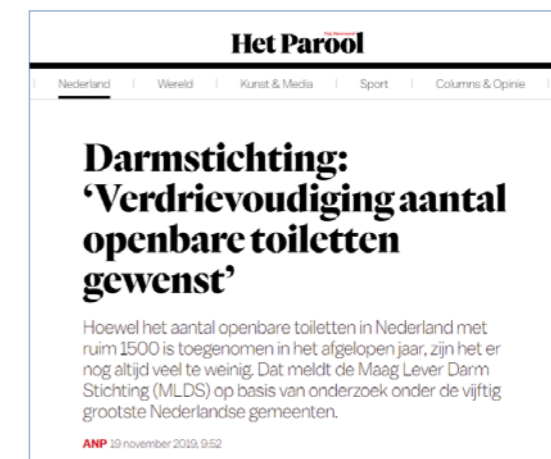 Het Parool
Nederland
Wereld
Kunst & Media
Sport
Columns & Opinie
Darmstichting:
‘Verdrievoudiging aantal
openbare toiletten
gewenst’
Hoewel het aantal openbare toiletten in Nederland met
ruim 1500 is toegenomen in het afgelopen jaar, zijn het er
nog altijd veel te weinig. Dat meldt de Maag Lever Darm
Stichting (MLDS) op basis van onderzoek onder de vijftig
grootste Nederlandse gemeenten.
ANP 19 november 2019, 9:52